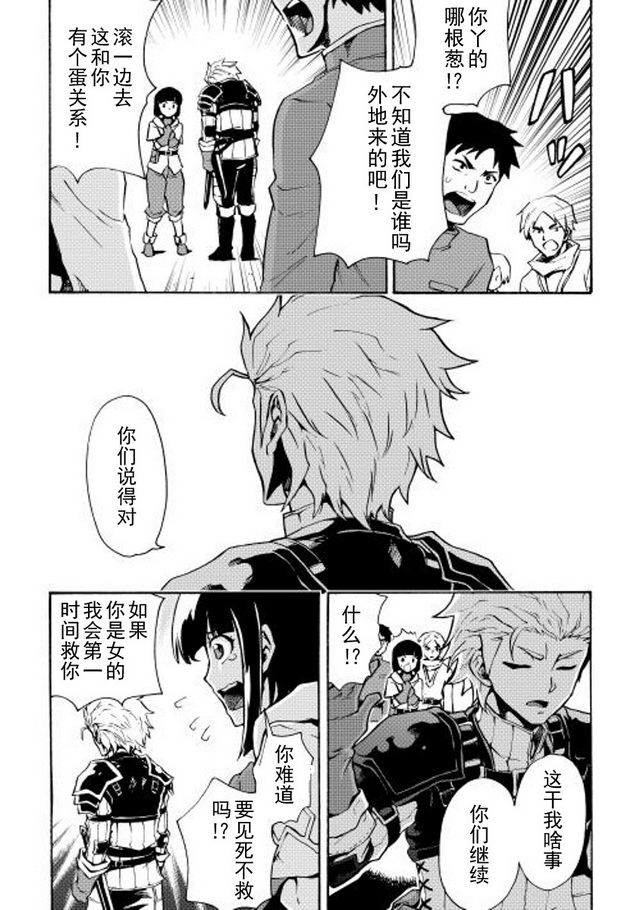 你丫的
哪根葱!?
不知道我们是谁吗
外地来的吧！
滚一边去
这和你
有个蛋关系！
你们说得对
什么!?
这干我啥事
你们继续
你难道
要见死不救
吗!?
如果
你是女的
我会第一
时间救你